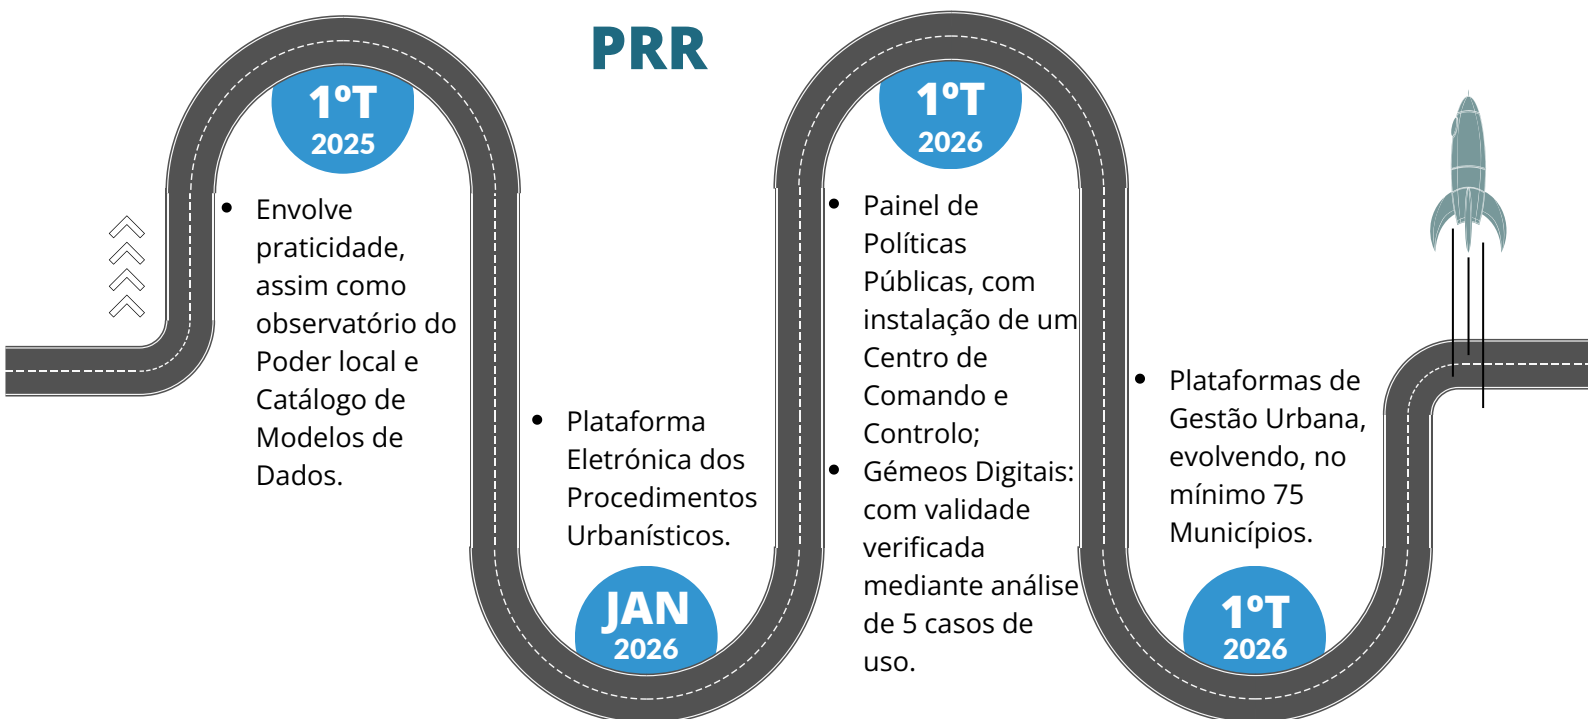 PRR
1ºT
2025
• Envolve
praticidade,
assim como
observatório do
Poder local e
Catálogo de
Modelos de
Dados.
• Plataforma
Eletrónica dos
Procedimentos
Urbanísticos.
JAN
2026
1ºT
2026
• Painel de
Políticas
Públicas, com
instalação de um
Centro de
Comando e
Controlo;
• Gémeos Digitais:
com validade
verificada
mediante análise
de 5 casos de
uso.
• Plataformas de
Gestão Urbana,
evolvendo, no
mínimo 75
Municípios.
1ºT
2026